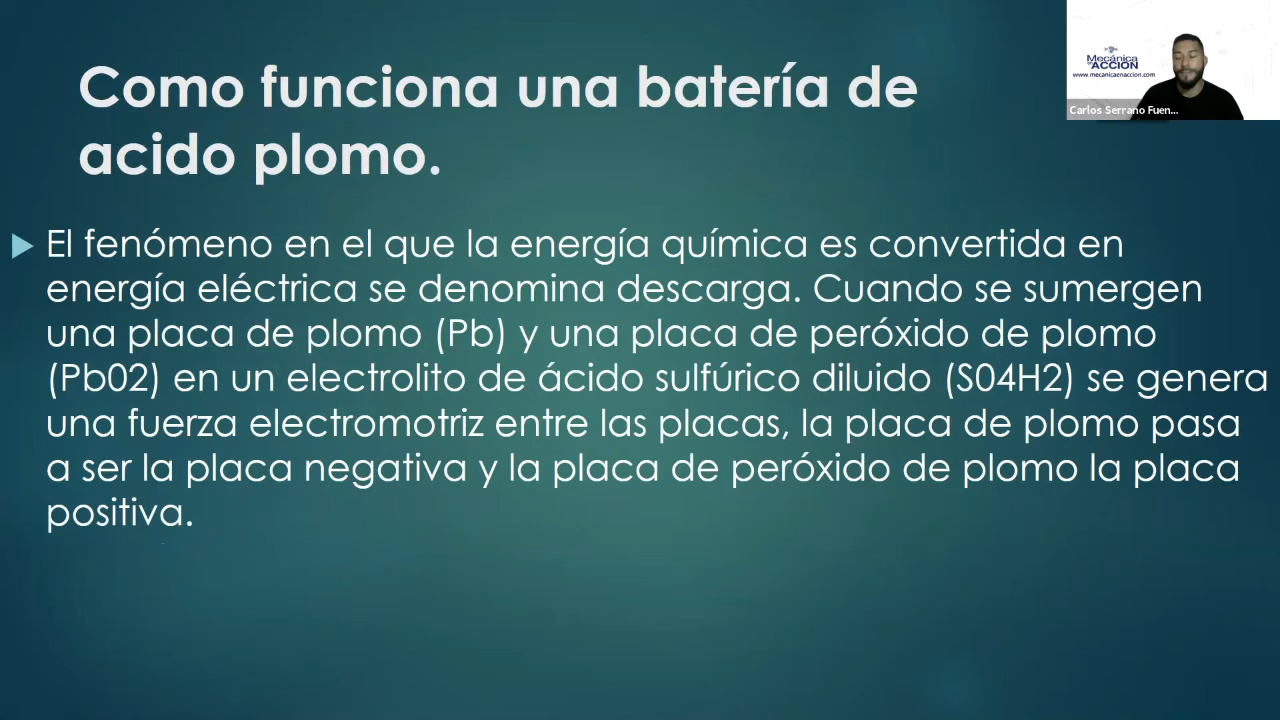 Como funciona una batería de
acido plomo.
El fenómeno en el que la energía química es convertida en
energía eléctrica se denomina descarga. Cuando se sumergen
una placa de plomo (Pb) y una placa de peróxido de plomo
(Pb02) en un electrolito de ácido sulfúrico diluido (S04H2) se genera
una fuerza electromotriz entre las placas, la placa de plomo pasa
a ser la placa negativa y la placa de peróxido de plomo la placa
positiva.
Mecánica
en ACCIÓN
www.mecanicaenaccion.com
Carlos Serrano Fuen...